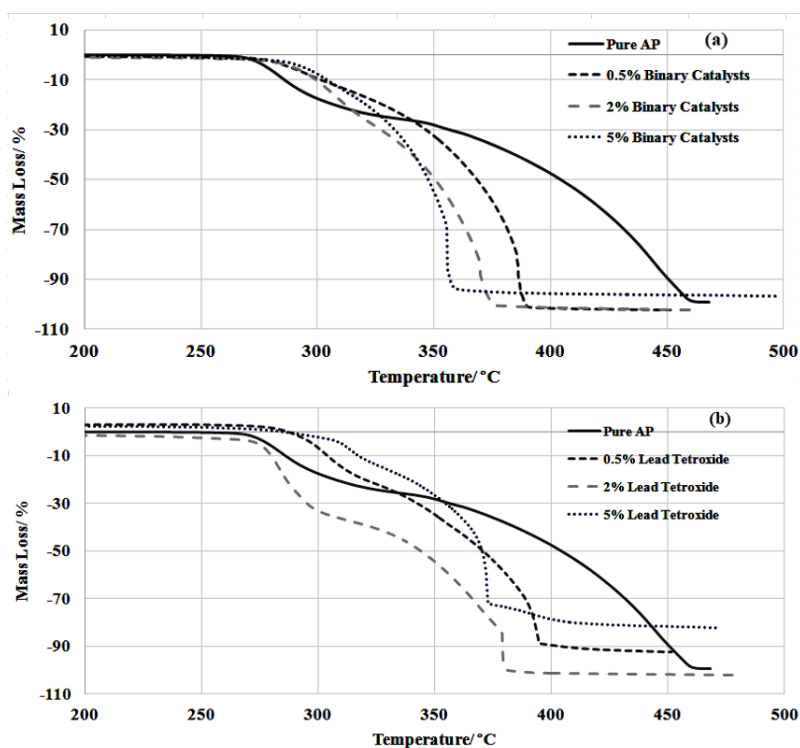 (a)
Pure AP
0.5% Binary Catalysts
2% Binary Catalysts
5% Binary Catalysts
10
-10
-30
-50
-70
-90
-110
Mass Loss/ %
200 250 300 350 400 450 500
Temperature/ °C
(b)
Pure AP
0.5% Lead Tetroxide
2% Lead Tetroxide
5% Lead Tetroxide
10
-10
-30
-50
-70
-90
-110
Mass Loss/ %
200 250 300 350 400 450 500
Temperature/ °C